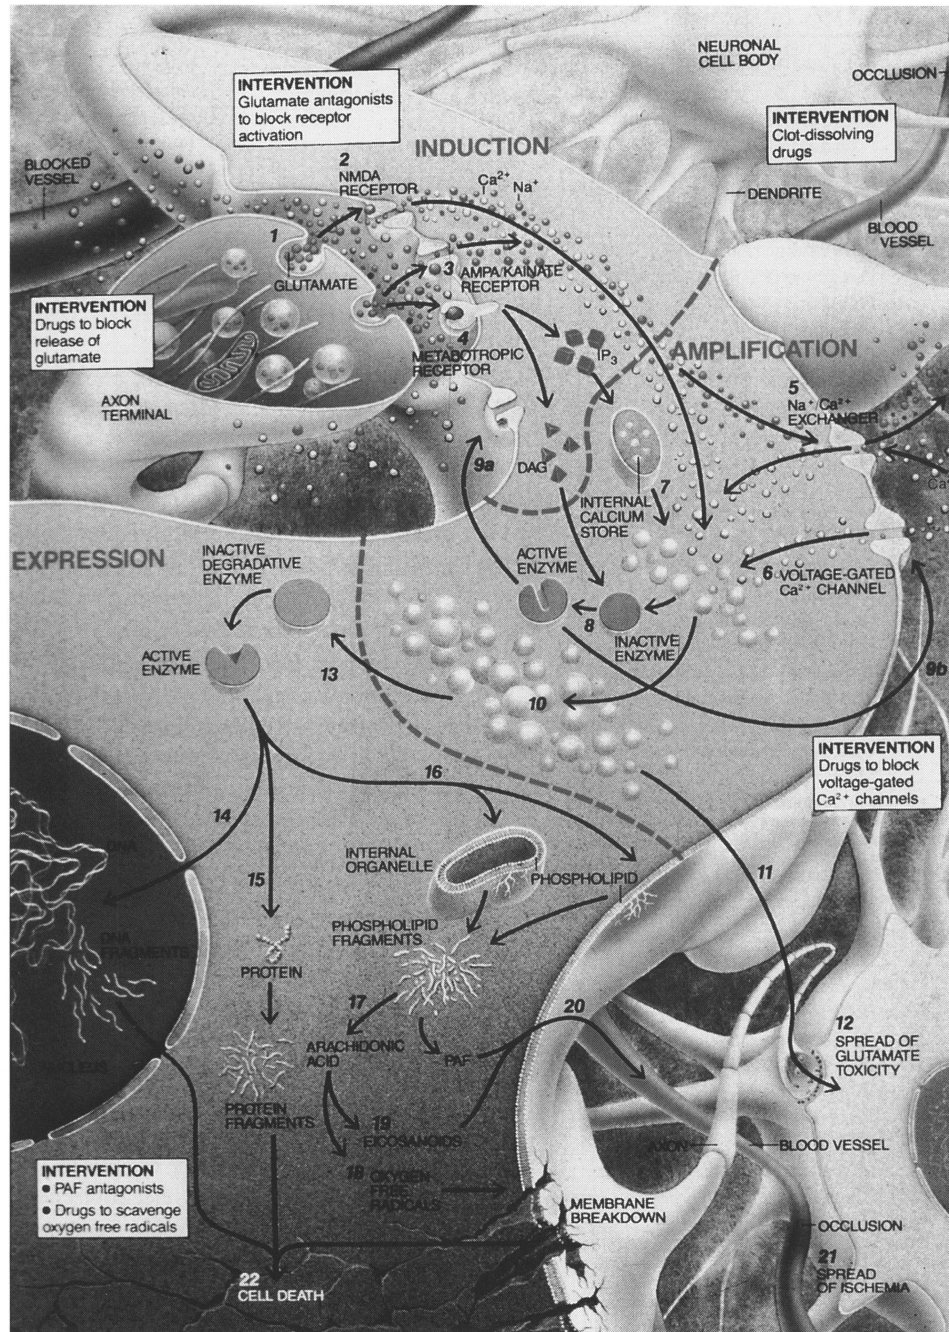 NEURONAL
CELL BODY
OCCLUSION
INTERVENTION
Glutamate antagonists
to block receptor
activation
INTERVENTION
Clot-dissolving
drugs
INDUCTION
2
NMDA
RECEPTOR
Ca2+
Na+
BLOCKED
VESSEL
DENDRITE
BLOOD
VESSEL
1
GLUTAMATE
3
AMPA/KAINATE
RECEPTOR
INTERVENTION
Drugs to block
release of
glutamate
4
METABOTROPIC
RECEPTOR
IP3
AMPLIFICATION
5
Na+/Ca2+
EXCHANGER
AXON
TERMINAL
9a
DAG
7
INTERNAL
CALCIUM
STORE
EXPRESSION
INACTIVE
DEGRADATIVE
ENZYME
ACTIVE
ENZYME
6 VOLTAGE-GATED
Ca2+ CHANNEL
8
INACTIVE
ENZYME
ACTIVE
ENZYME
13
10
9b
INTERVENTION
Drugs to block
voltage-gated
Ca2+ channels
16
14
15
11
INTERNAL
ORGANELLE
PHOSPHOLIPID
DNA
PHOSPHOLIPID
FRAGMENTS
DNA
FRAGMENTS
PROTEIN
17
20
12
SPREAD OF
GLUTAMATE
TOXICITY
ARACHIDONIC
ACID
PAF
NUCLEUS
PROTEIN
FRAGMENTS
19
EICOSANOIDS
AXON
BLOOD VESSEL
18
OXYGEN
FREE
RADICALS
INTERVENTION
• PAF antagonists
• Drugs to scavenge
oxygen free radicals
MEMBRANE
BREAKDOWN
OCCLUSION
21
SPREAD
OF ISCHEMIA
22
CELL DEATH